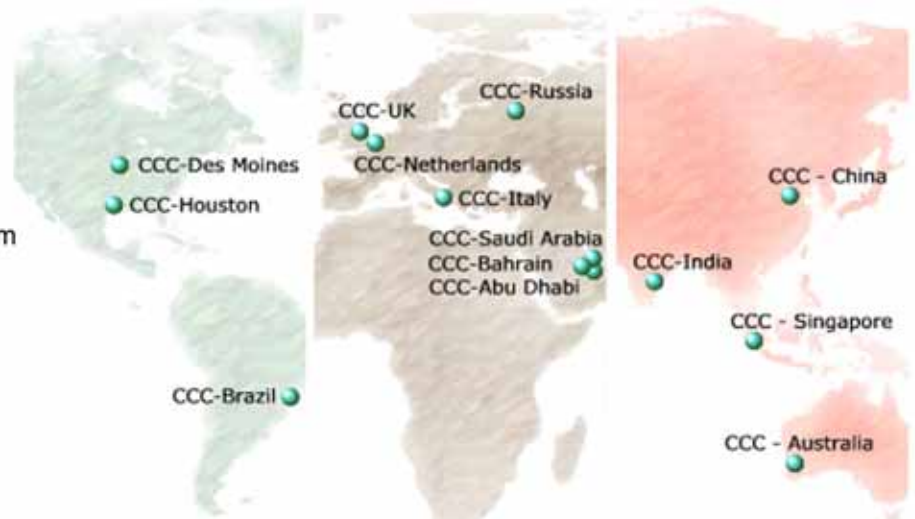 CCC-Des Moines
CCC-Houston
m
CCC-Brazil
CCC-UK
CCC-Russia
CCC-Netherlands
CCC-Italy
CCC-Saudi Arabia
CCC-Bahrain
CCC-Abu Dhabi
CCC - China
CCC-India
CCC - Singapore
CCC - Australia